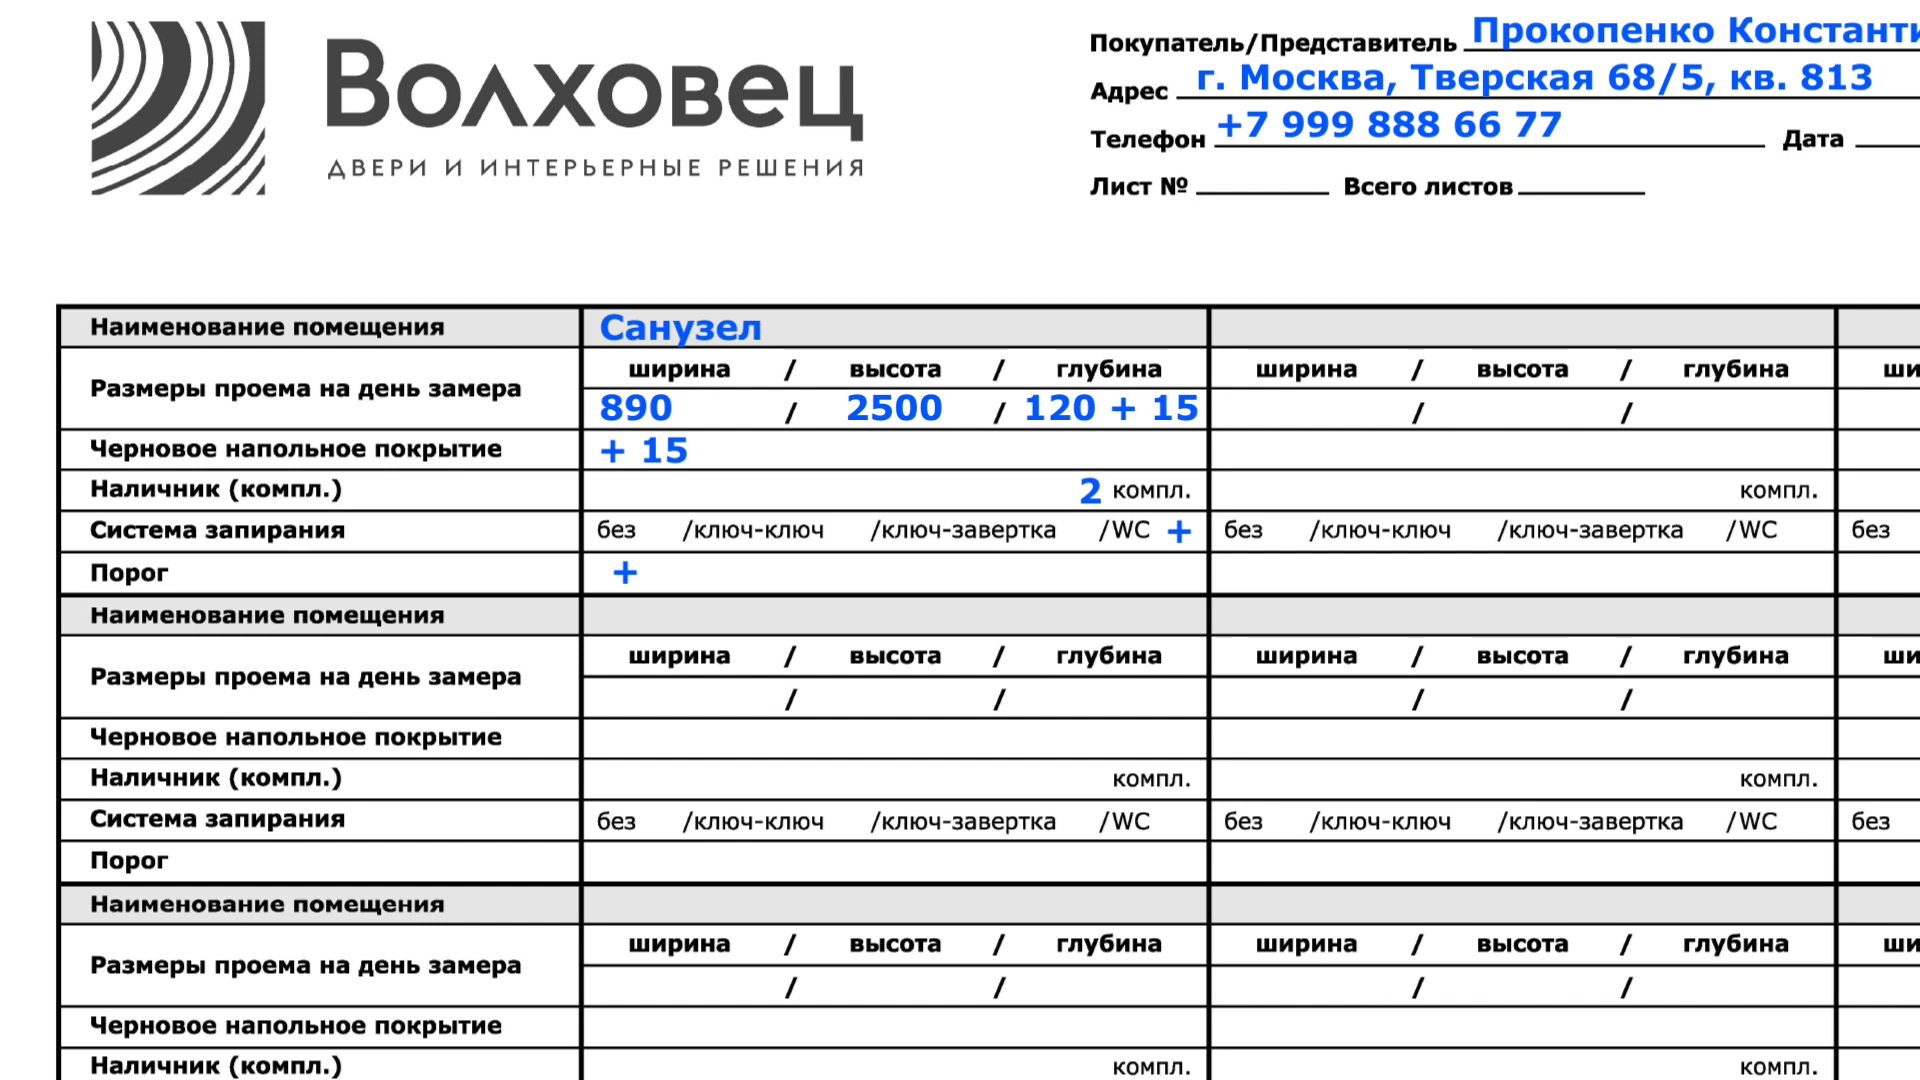 Волховец
ДВЕРИ И ИНТЕРЬЕРНЫЕ РЕШЕНИЯ
Покупатель/Представитель Прокопенко Константи
Адрес г. Москва, Тверская 68/5, кв. 813
Телефон +7 999 888 66 77 Дата
Лист № Всего листов
Наименование помещения Санузел
Размеры проема на день замера
ширина / высота / глубина ширина / высота / глубина ши
890 / 2500 / 120 + 15 / /
Черновое напольное покрытие + 15
Наличник (компл.) 2 компл. компл.
Система запирания без /ключ-ключ /ключ-завертка /WC + без /ключ-ключ /ключ-завертка /WC без
Порог +
Наименование помещения
Размеры проема на день замера
ширина / высота / глубина ширина / высота / глубина ши
/ / / /
Черновое напольное покрытие
Наличник (компл.) компл. компл.
Система запирания без /ключ-ключ /ключ-завертка /WC без /ключ-ключ /ключ-завертка /WC без
Порог
Наименование помещения
Размеры проема на день замера
ширина / высота / глубина ширина / высота / глубина ши
/ / / /
Черновое напольное покрытие
Наличник (компл.) компл. компл.